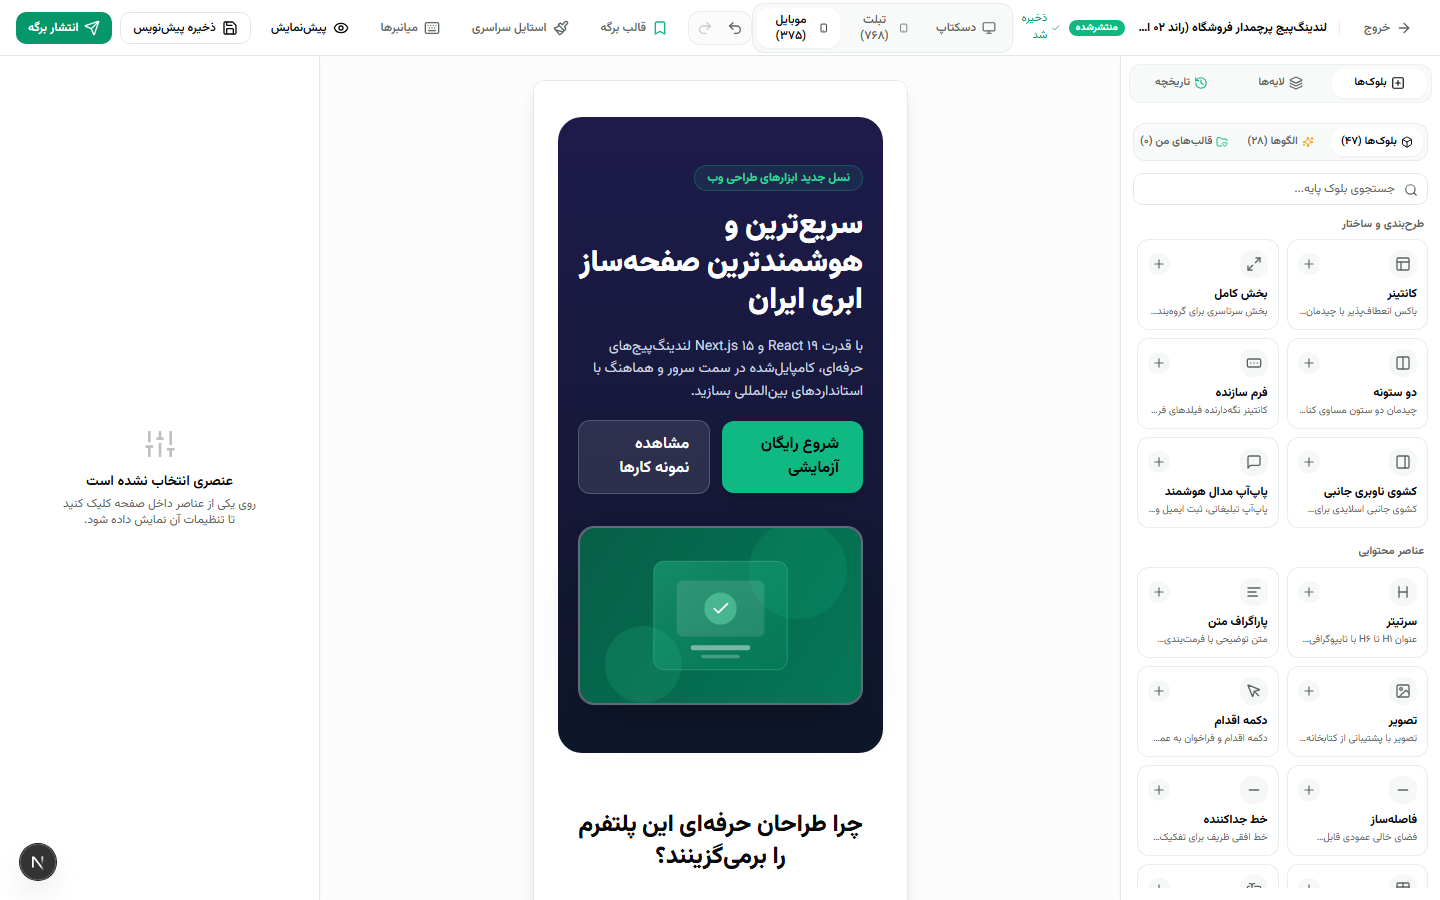 خروج
لندینگ‌پیج پرچمدار فروشگاه (راند ۰۲ ا...
منتشرشده
ذخیره شد
دسکتاپ
تبلت (۷۶۸)
موبایل (۳۷۵)
قالب برگه
استایل سراسری
میانبرها
پیش‌نمایش
ذخیره پیش‌نویس
انتشار برگه
بلوک‌ها
لایه‌ها
تاریخچه
بلوک‌ها (۴۷)
الگوها (۲۸)
قالب‌های من (۰)
جستجوی بلوک پایه...
طرح‌بندی و ساختار
کانتینر
باکس انعطاف‌پذیر با چیدمان...
بخش کامل
بخش سرتاسری برای گروه‌بند...
دو ستونه
چیدمان دو ستون مساوی کنا...
فرم سازنده
کانتینر نگه‌دارنده فیلدهای فر...
کشوی ناوبری جانبی
کشوی جانبی اسلایدی برای...
پاپ‌آپ مدال هوشمند
پاپ‌آپ تبلیغاتی، ثبت ایمیل و...
عناصر محتوایی
سرتیتر
عنوان H۱ تا H۶ با تایپوگرافی...
پاراگراف متن
متن توضیحی با فرمت‌بندی...
تصویر
تصویر با پشتیبانی از کتابخانه...
دکمه اقدام
دکمه اقدام و فراخوان به عمـ...
فاصله‌ساز
فضای خالی عمودی قابل...
خط جداکننده
خط افقی ظریف برای تفکیک...
نسل جدید ابزارهای طراحی وب
سریع‌ترین و
هوشمندترین صفحه‌ساز
ابری ایران
با قدرت React ۱۹ و Next.js ۱۵ لندینگ‌پیج‌های
حرفه‌ای، کامپایل‌شده در سمت سرور و هماهنگ با
استانداردهای بین‌المللی بسازید.
شروع رایگان
آزمایشی
مشاهده
نمونه کارها
چرا طراحان حرفه‌ای این پلتفرم
را برمی‌گزینند؟
عنصری انتخاب نشده است
روی یکی از عناصر داخل صفحه کلیک کنید
تا تنظیمات آن نمایش داده شود.
N